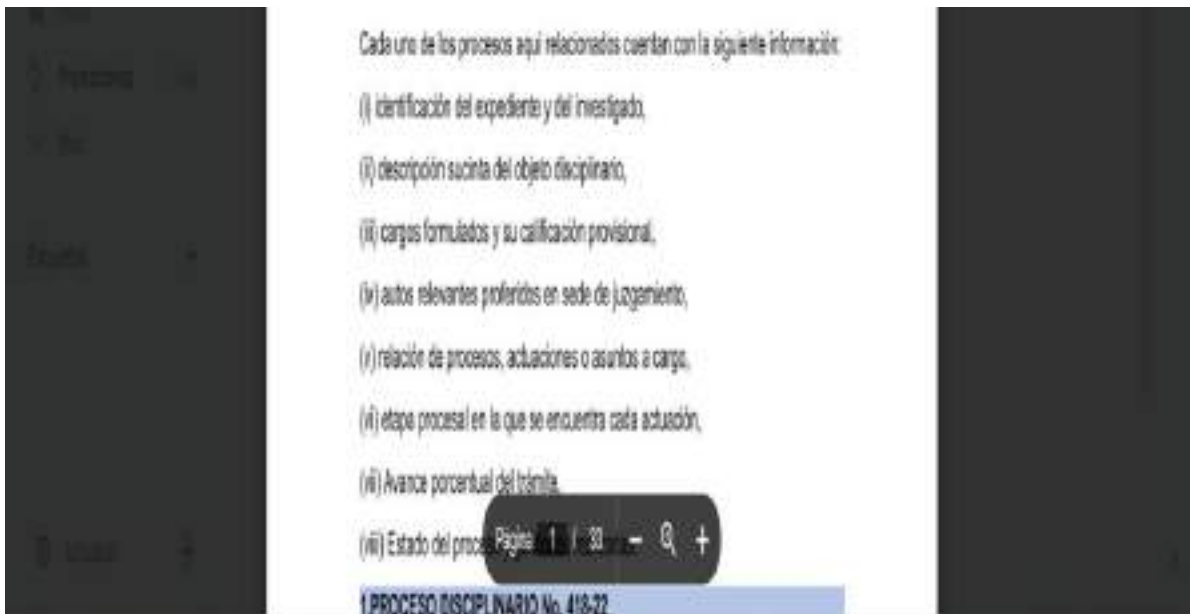 Cada uno de los procesos aquí relacionados cuentan con la siguiente información:
(i) identificación del expediente y del investigado,
(ii) descripción sucinta del objeto disciplinario,
(iii) cargos formulados y su calificación provisional,
(iv) autos relevantes proferidos en sede de juzgamiento,
(v) relación de procesos, actuaciones o asuntos a cargo,
(vi) etapa procesal en la que se encuentra cada actuación,
(vii) Avance porcentual del trámite,
(viii) Estado del proceso
Página 1 / 33
1.PROCESO DISCIPLINARIO No. 418-22